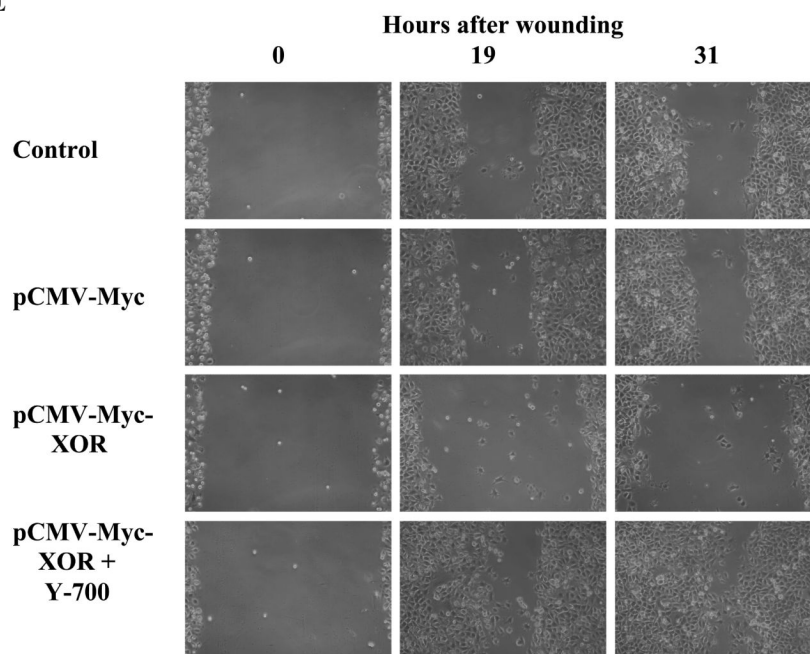 Hours after wounding
0 19 31
Control
pCMV-Myc
pCMV-Myc-
XOR
pCMV-Myc-
XOR +
Y-700